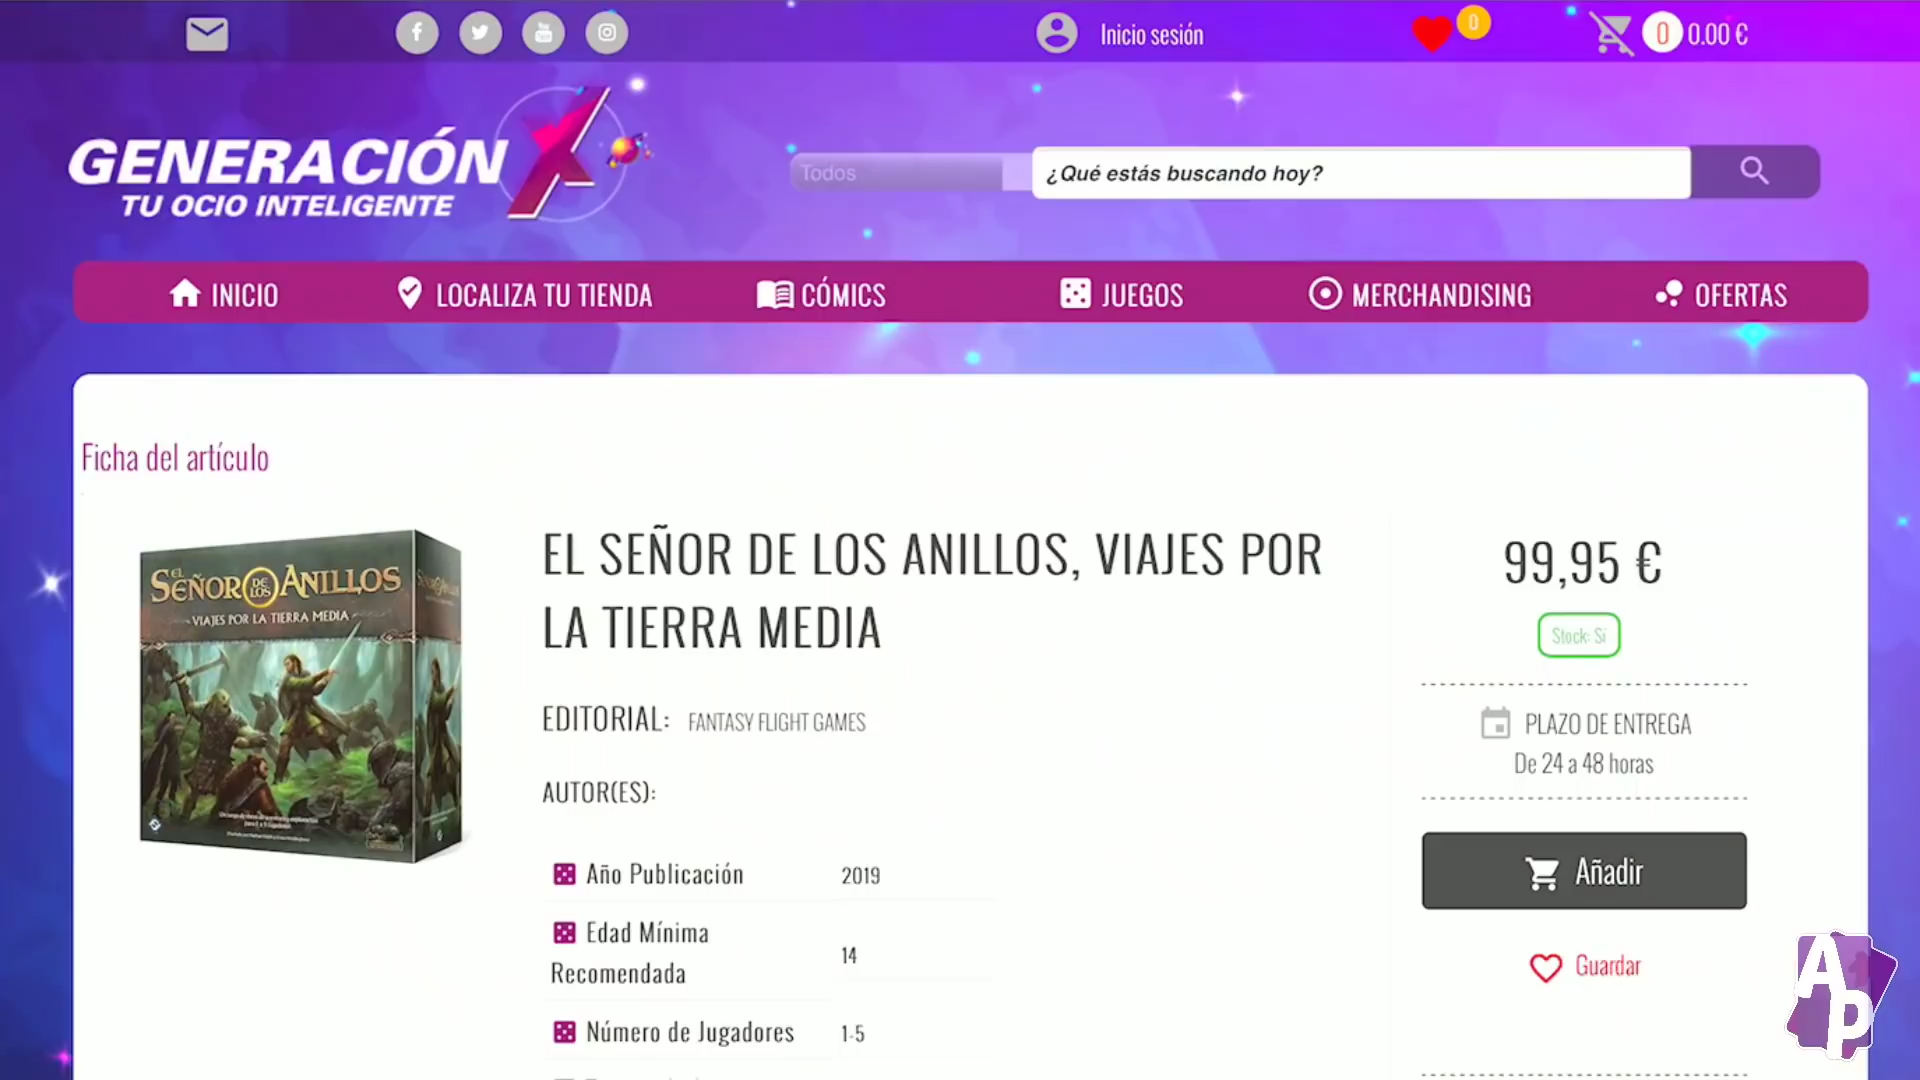 Inicio sesión
0
0
0.00 €
GENERACIÓN X
TU OCIO INTELIGENTE
Todos
¿Qué estás buscando hoy?
INICIO
LOCALIZA TU TIENDA
CÓMICS
JUEGOS
MERCHANDISING
OFERTAS
Ficha del artículo
EL SEÑOR DE LOS ANILLOS
VIAJES POR LA TIERRA MEDIA
EL SEÑOR DE LOS ANILLOS, VIAJES POR
LA TIERRA MEDIA
EDITORIAL: FANTASY FLIGHT GAMES
AUTOR(ES):
Año Publicación 2019
Edad Mínima
Recomendada 14
Número de Jugadores 1-5
99,95 €
Stock: Sí
PLAZO DE ENTREGA
De 24 a 48 horas
Añadir
Guardar
AP